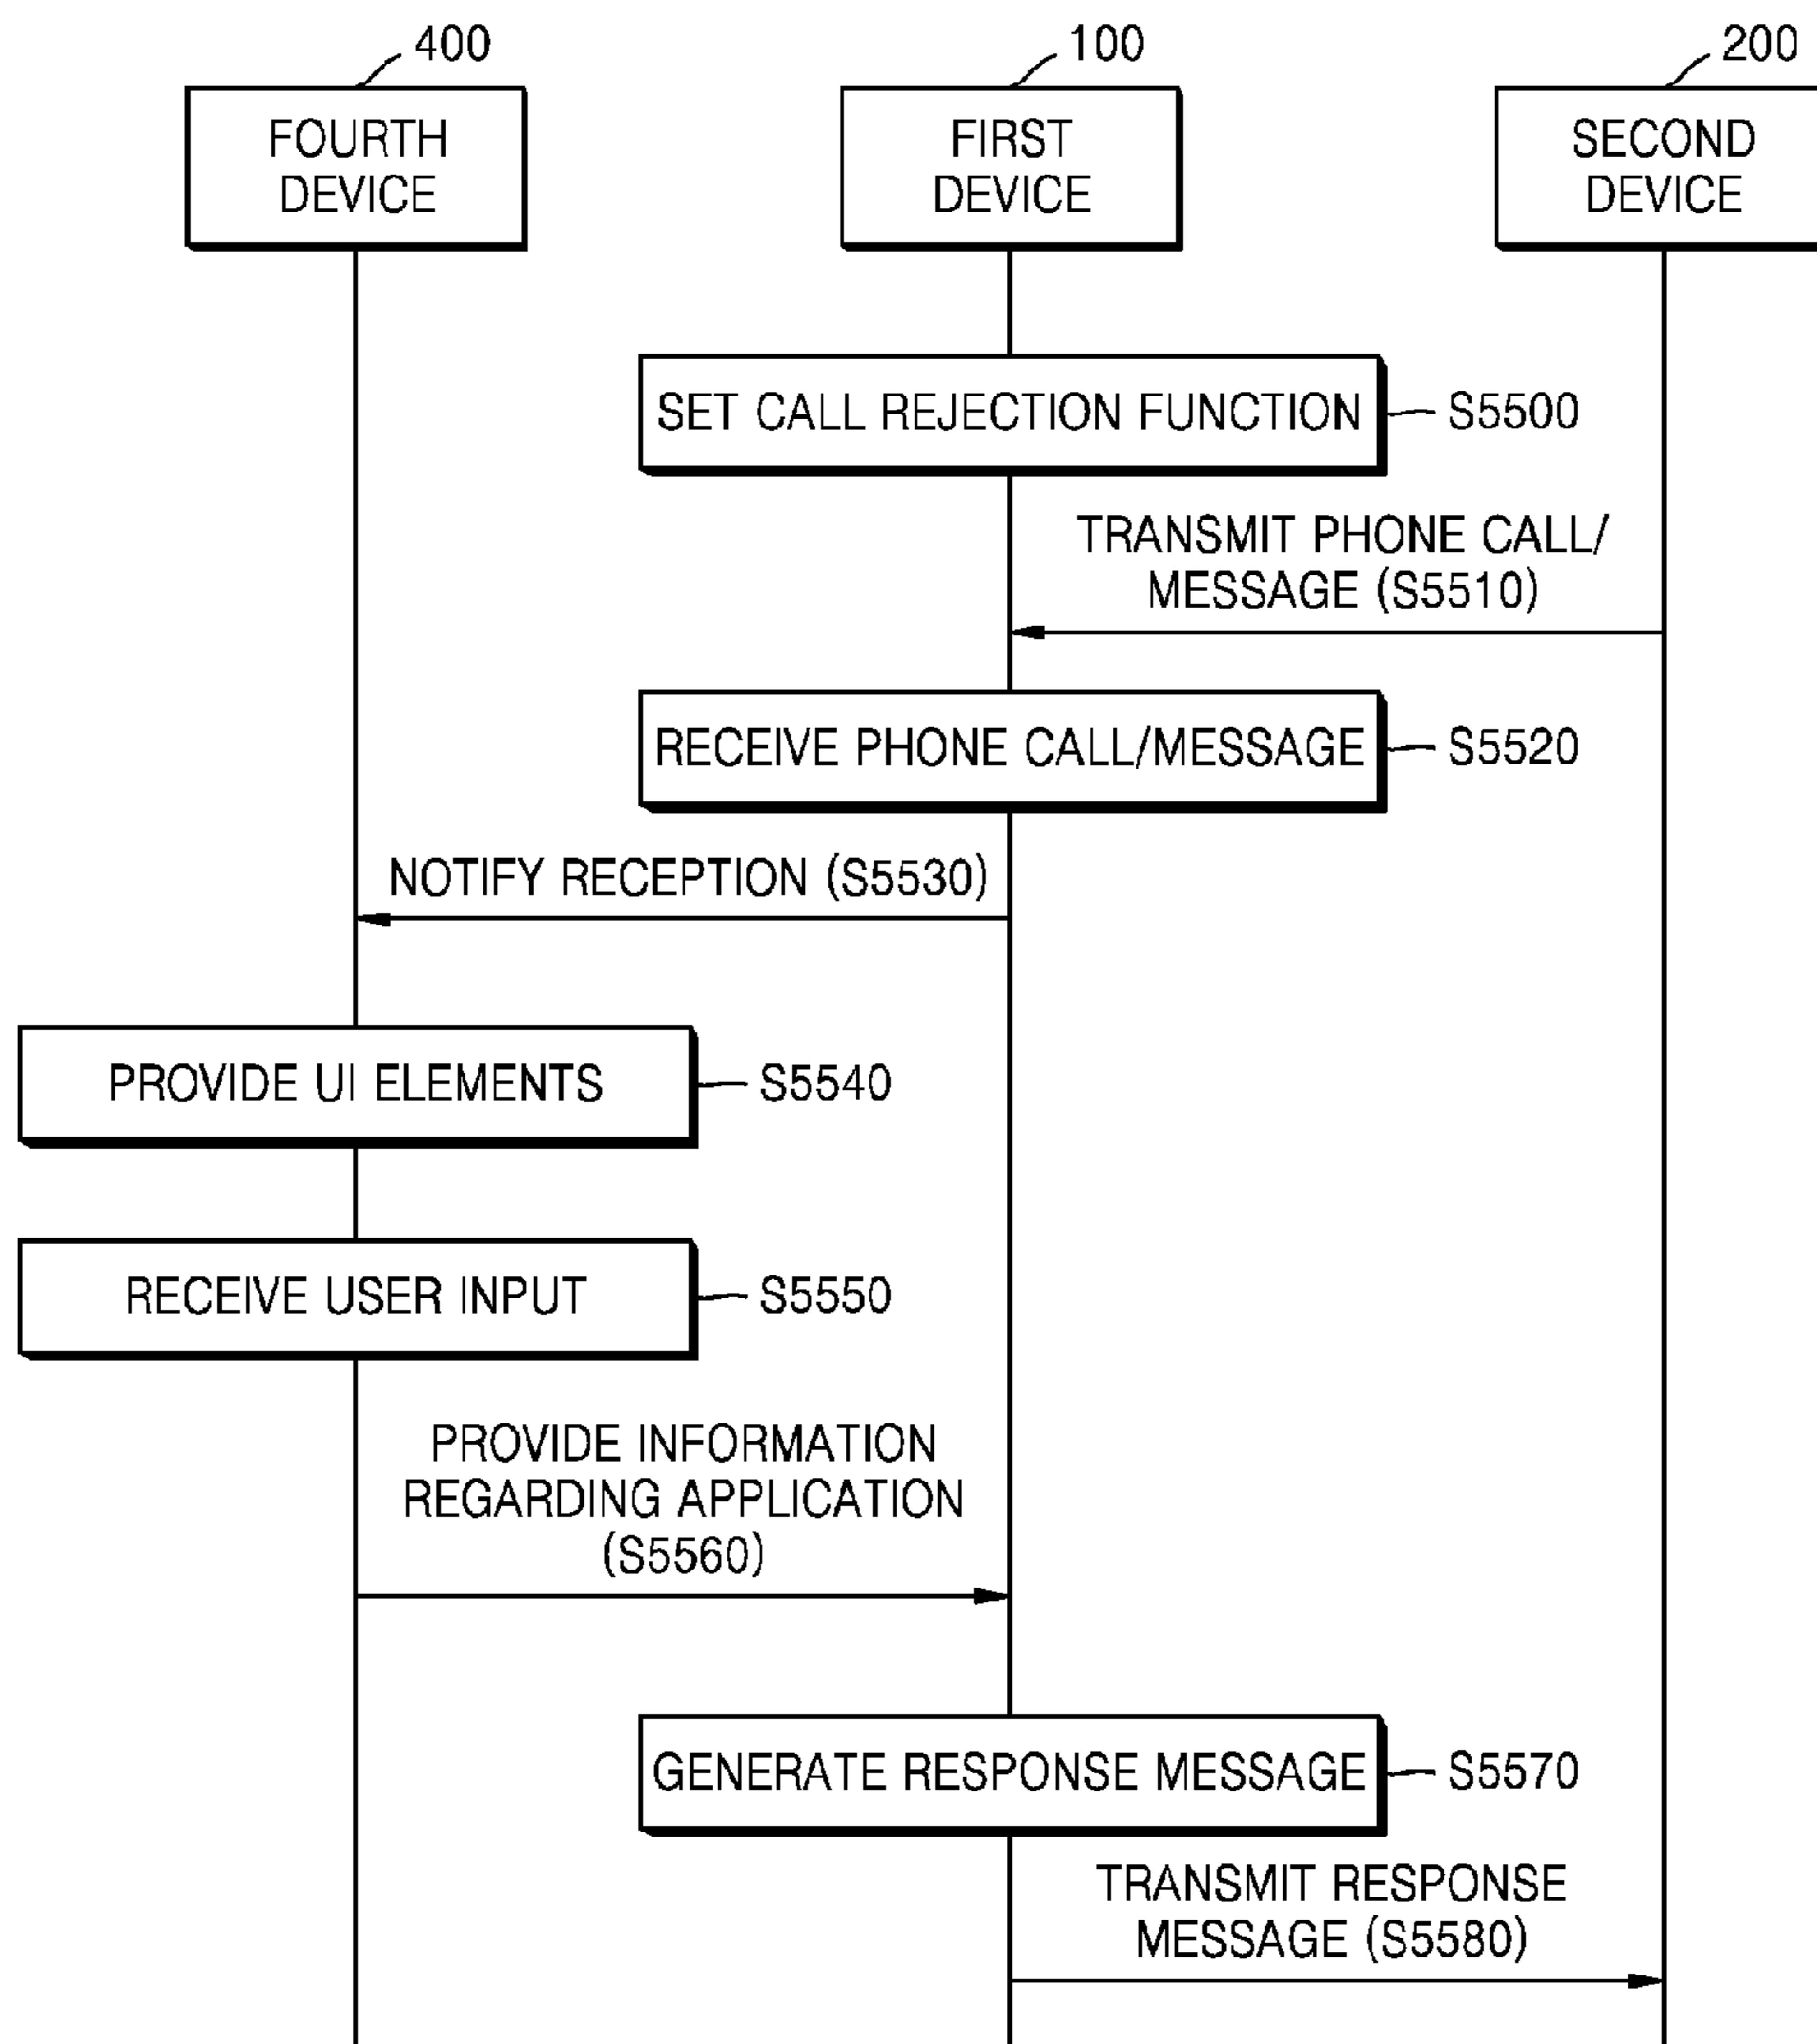 400
100
200
FOURTH
DEVICE
FIRST
DEVICE
SECOND
DEVICE
SET CALL REJECTION FUNCTION
S5500
TRANSMIT PHONE CALL/
MESSAGE (S5510)
RECEIVE PHONE CALL/MESSAGE
S5520
NOTIFY RECEPTION (S5530)
PROVIDE UI ELEMENTS
S5540
RECEIVE USER INPUT
S5550
PROVIDE INFORMATION
REGARDING APPLICATION
(S5560)
GENERATE RESPONSE MESSAGE
S5570
TRANSMIT RESPONSE
MESSAGE (S5580)